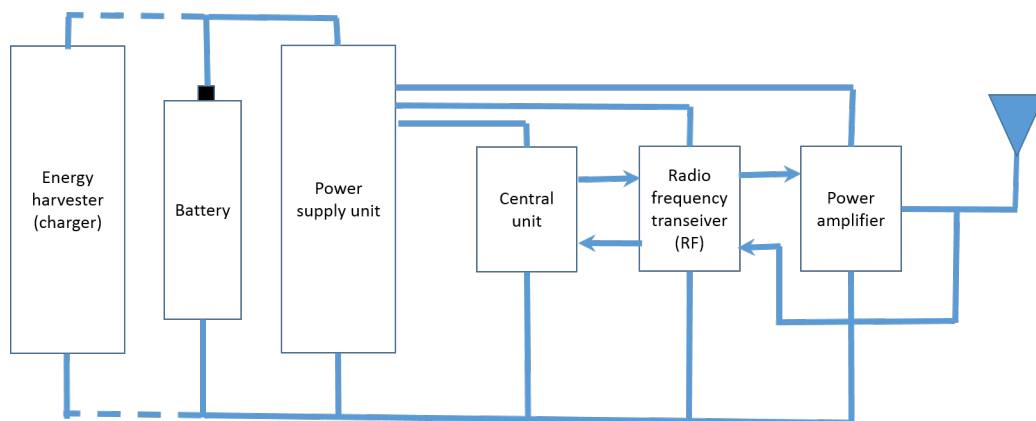 Energy
harvester
(charger)
Battery
Power
supply unit
Central
unit
Radio
frequency
transeiver
(RF)
Power
amplifier